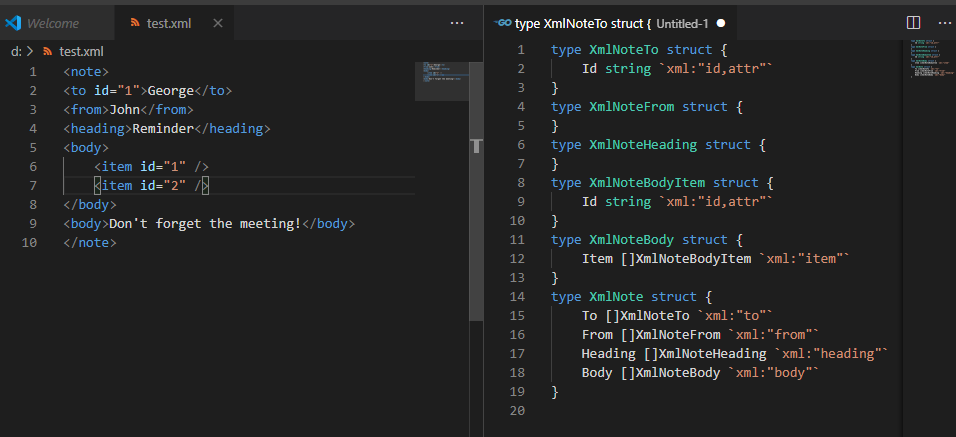 Welcome
test.xml
d: > test.xml
1 <note>
2 <to id="1">George</to>
3 <from>John</from>
4 <heading>Reminder</heading>
5 <body>
6     <item id="1" />
7     <item id="2" />
8 </body>
9 <body>Don't forget the meeting!</body>
10 </note>
GO type XmlNoteTo struct { Untitled-1
1 type XmlNoteTo struct {
2     Id string `xml:"id,attr"`
3 }
4 type XmlNoteFrom struct {
5 }
6 type XmlNoteHeading struct {
7 }
8 type XmlNoteBodyItem struct {
9     Id string `xml:"id,attr"`
10 }
11 type XmlNoteBody struct {
12     Item []XmlNoteBodyItem `xml:"item"`
13 }
14 type XmlNote struct {
15     To []XmlNoteTo `xml:"to"`
16     From []XmlNoteFrom `xml:"from"`
17     Heading []XmlNoteHeading `xml:"heading"`
18     Body []XmlNoteBody `xml:"body"`
19 }
20